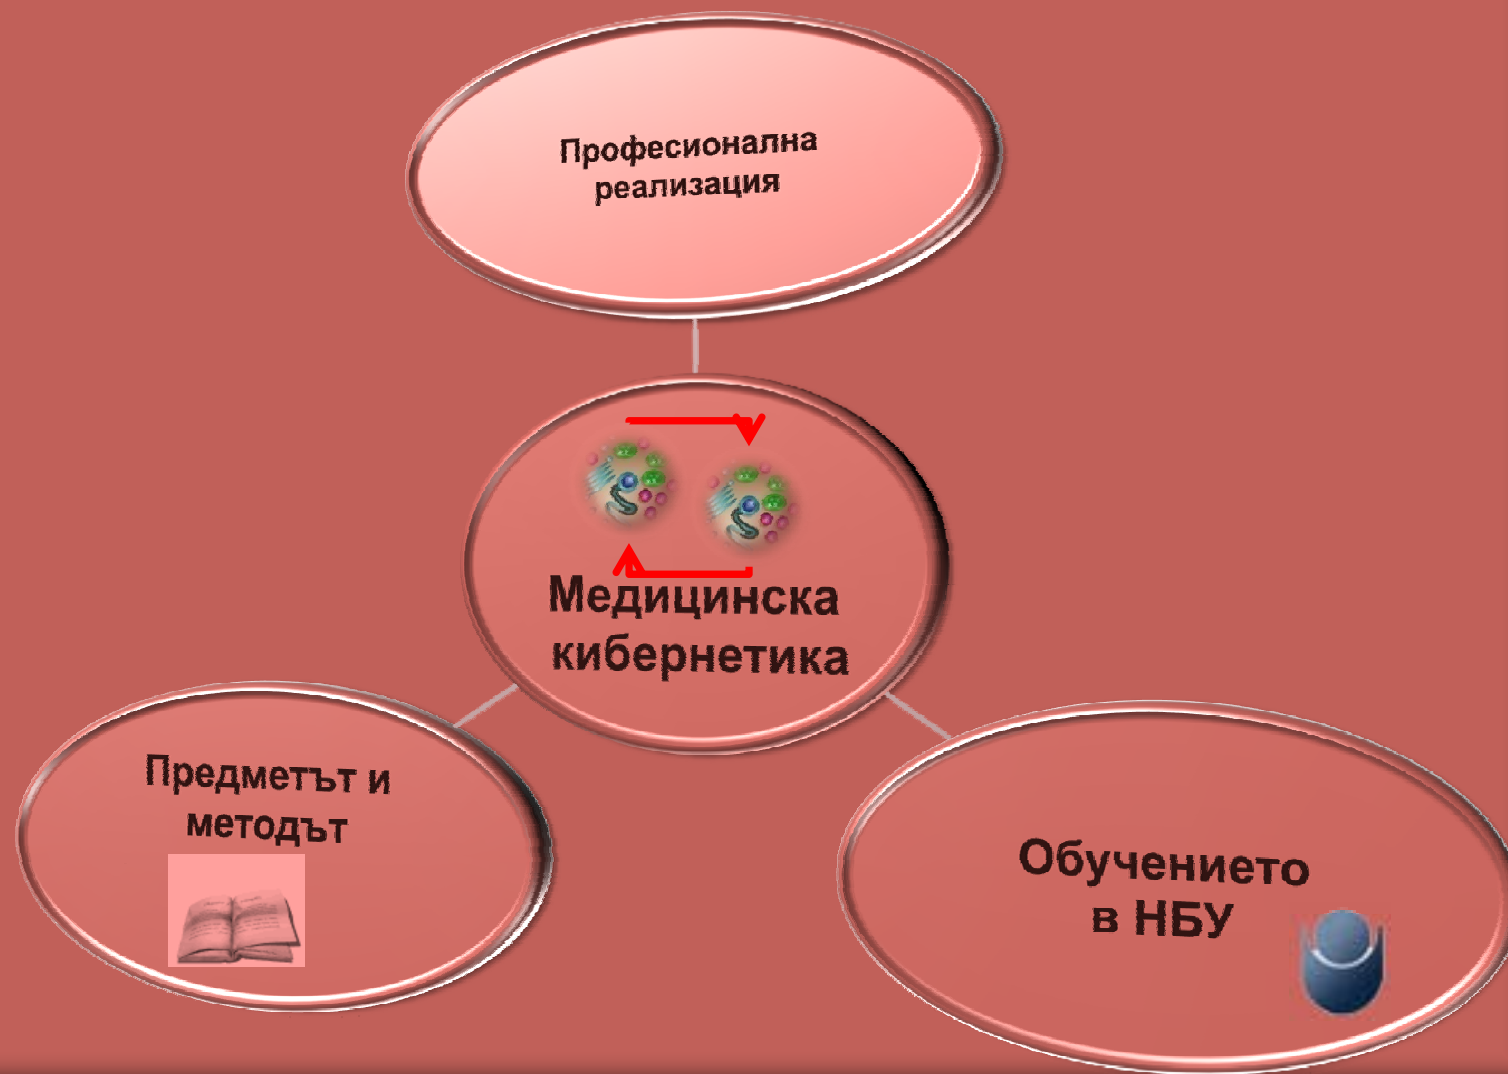 Професионална
реализация
Медицинска
кибернетика
Предметът и
методът
Обучението
в НБУ